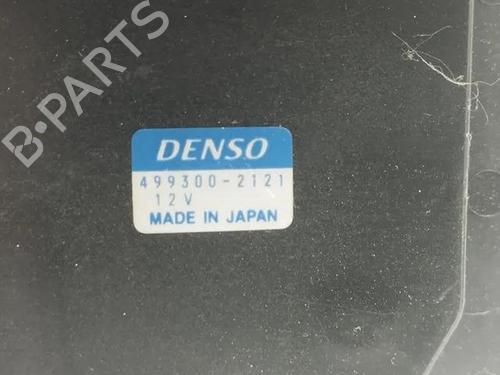 B-PARTS
DENSO
499300-2121
12V
MADE IN JAPAN